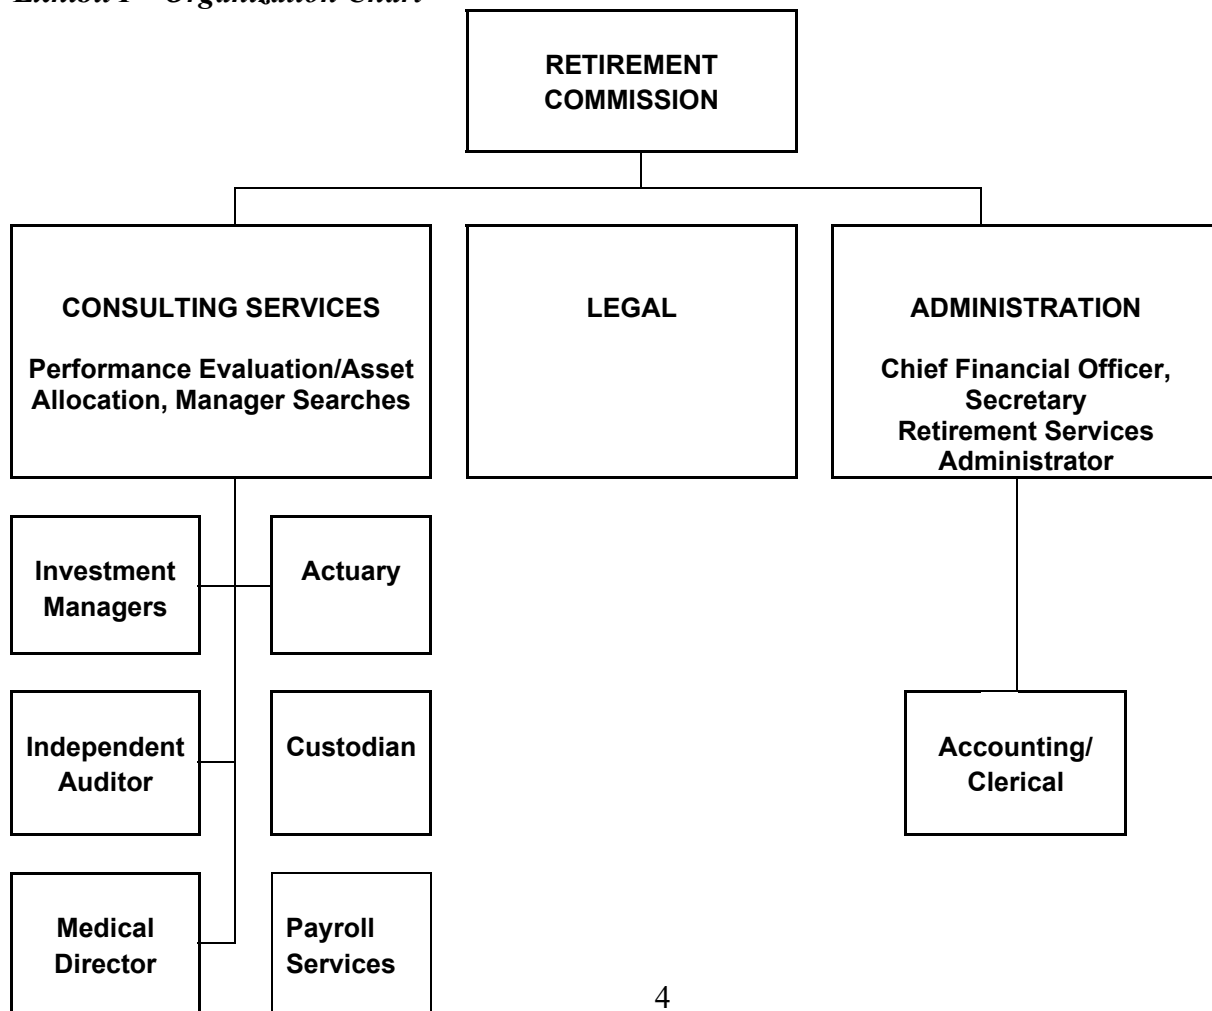 Exhibit 1 – Organization Chart
RETIREMENT
COMMISSION
CONSULTING SERVICES
Performance Evaluation/Asset
Allocation, Manager Searches
LEGAL
ADMINISTRATION
Chief Financial Officer,
Secretary
Retirement Services
Administrator
Investment
Managers
Actuary
Independent
Auditor
Custodian
Accounting/
Clerical
Medical
Director
Payroll
Services
4